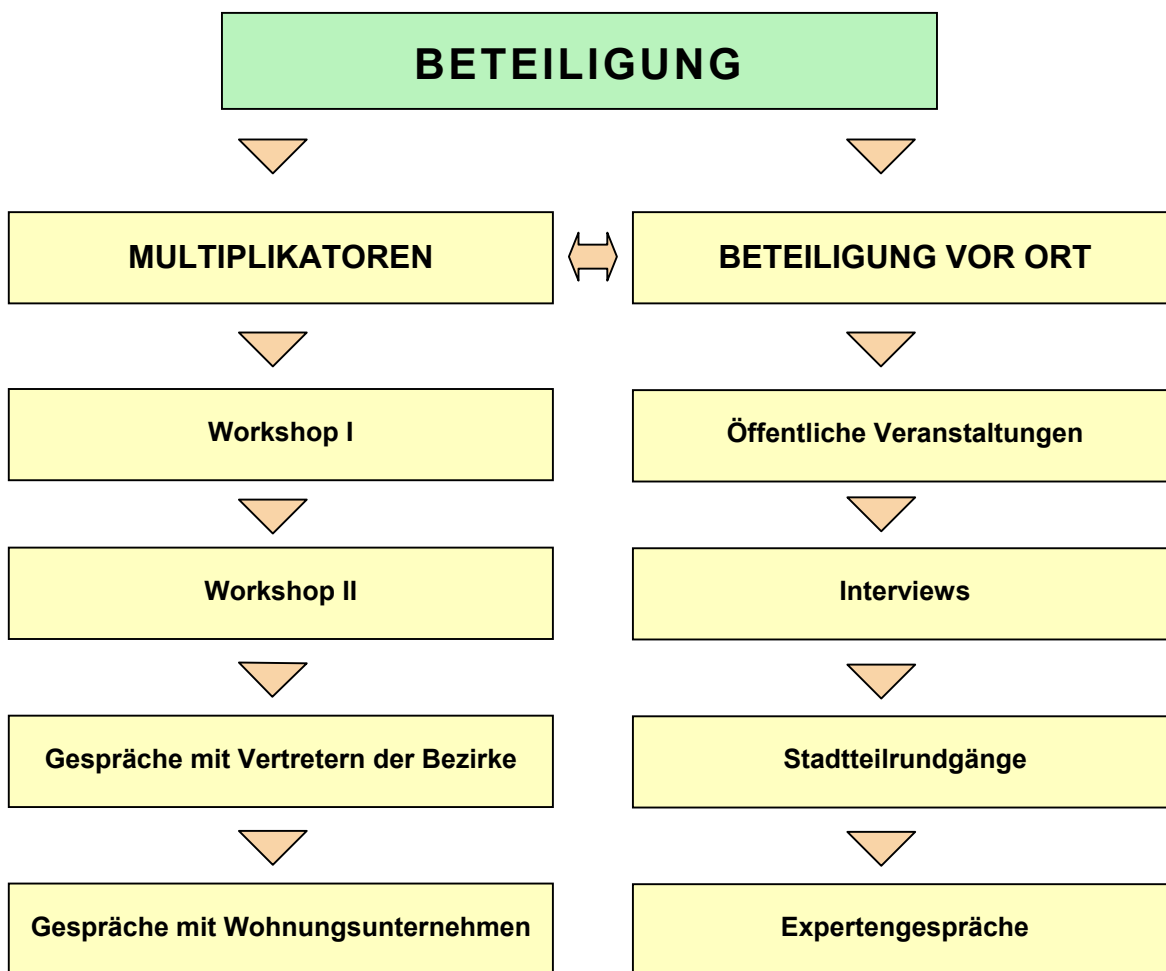 BETEILIGUNG
MULTIPLIKATOREN
BETEILIGUNG VOR ORT
Workshop I
Öffentliche Veranstaltungen
Workshop II
Interviews
Gespräche mit Vertretern der Bezirke
Stadtteilrundgänge
Gespräche mit Wohnungsunternehmen
Expertengespräche